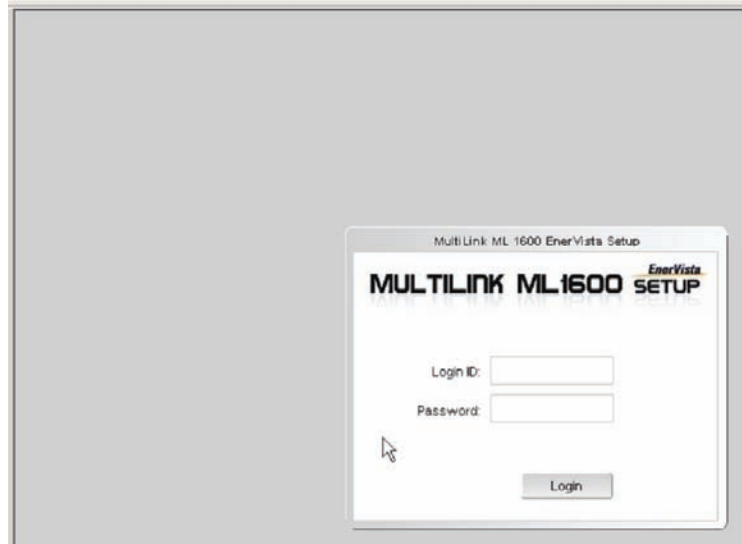 MultiLink ML 1600 EnerVista Setup
MULTILINK ML1600 EnerVista SETUP
Login ID:
Password:
Login